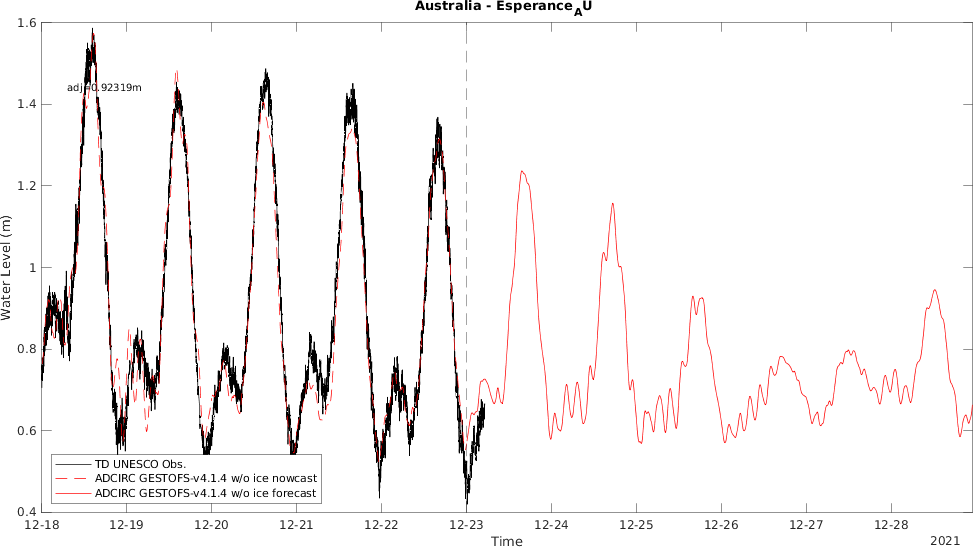 Australia - Esperance_AU
1.6
1.4
1.2
1
0.8
0.6
0.4
Water Level (m)
adj=0.92319m
TD UNESCO Obs.
ADCIRC GESTOFS-v4.1.4 w/o ice nowcast
ADCIRC GESTOFS-v4.1.4 w/o ice forecast
12-18 12-19 12-20 12-21 12-22 12-23 12-24 12-25 12-26 12-27 12-28
Time
2021